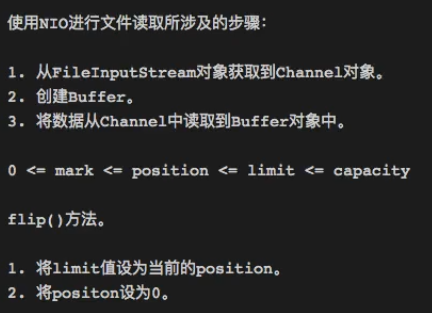 使用NIO进行文件读取所涉及的步骤：
1. 从FileInputStream对象获取到Channel对象。
2. 创建Buffer。
3. 将数据从Channel中读取到Buffer对象中。
0 <= mark <= position <= limit <= capacity
flip()方法。
1. 将limit值设为当前的position。
2. 将positon设为0。